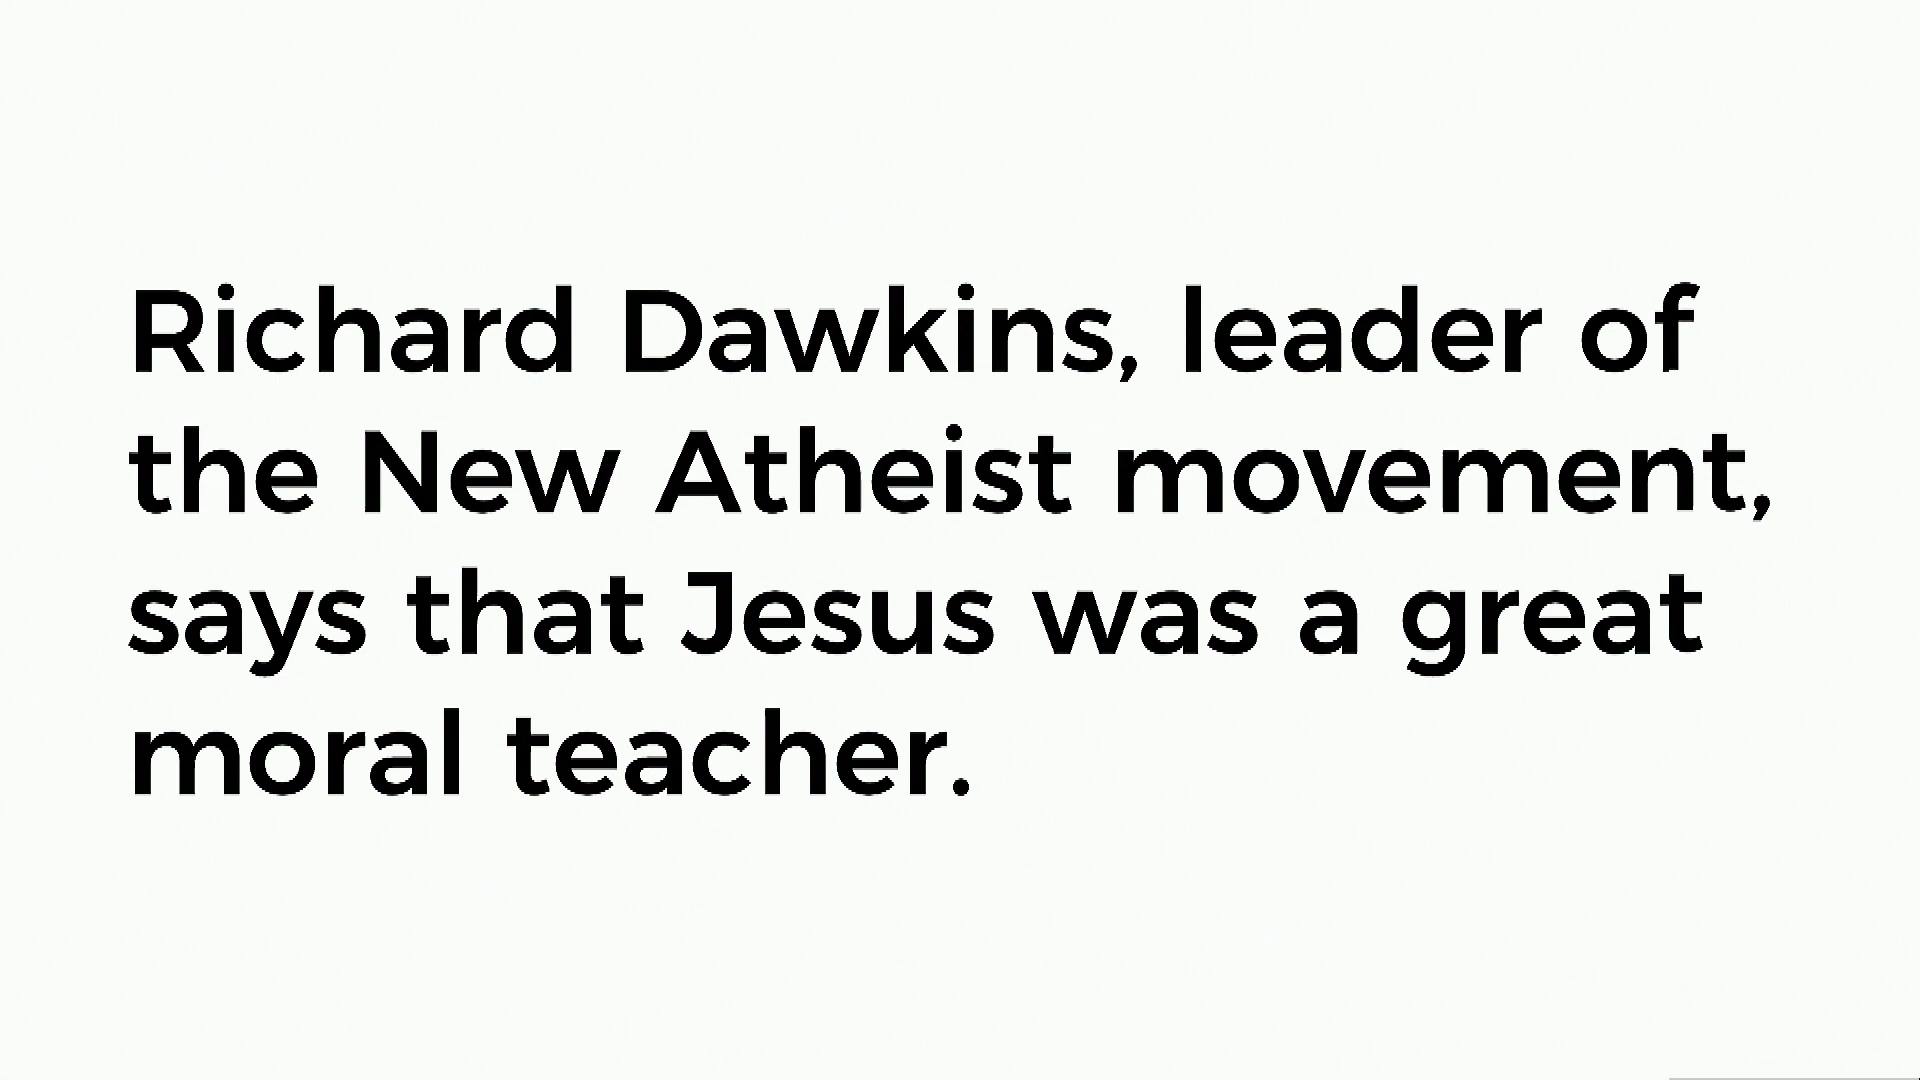 Richard Dawkins, leader of
the New Atheist movement,
says that Jesus was a great
moral teacher.